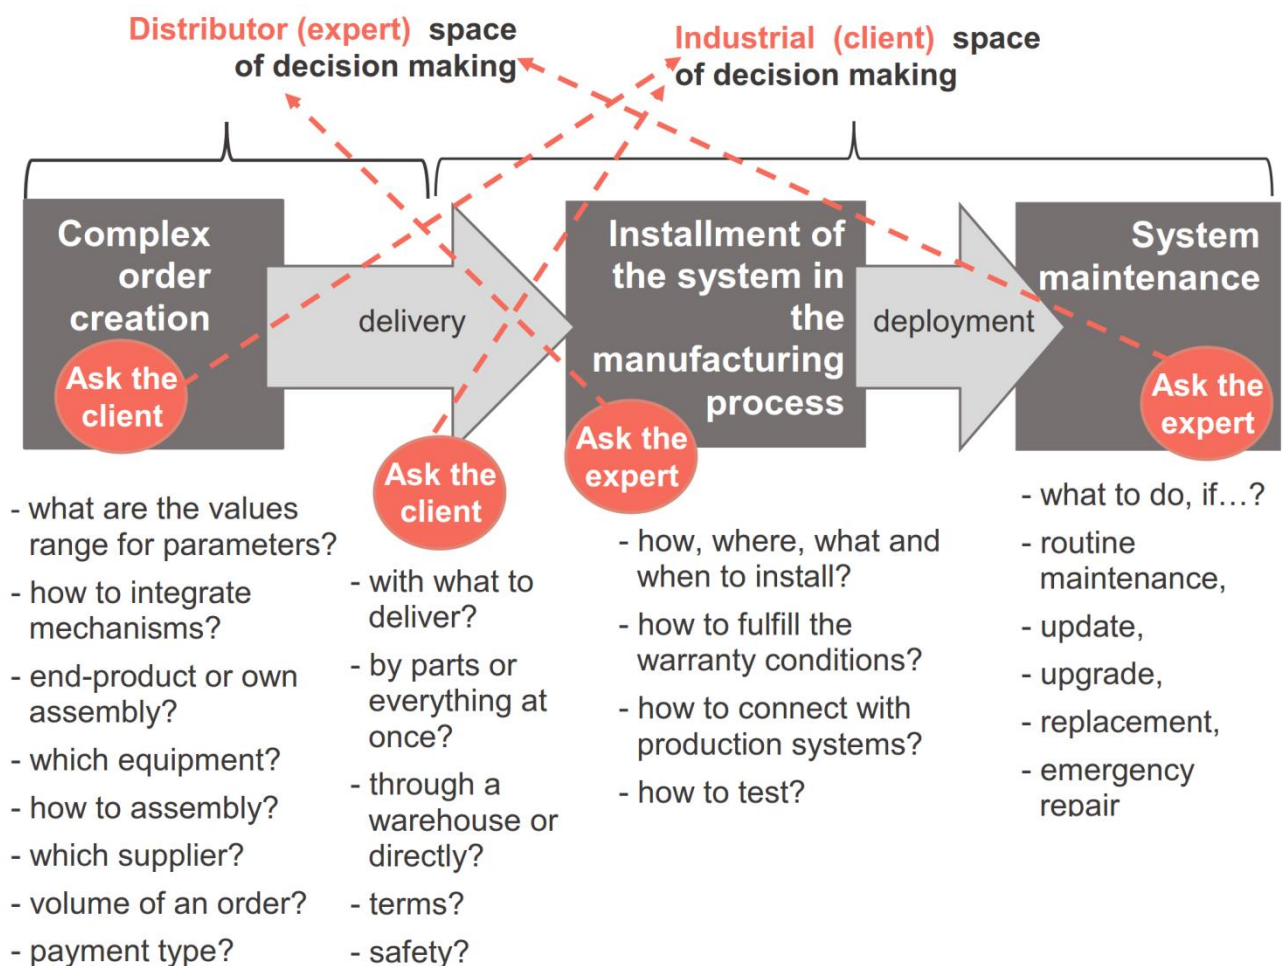 Distributor (expert) space
of decision making
Industrial (client) space
of decision making
Complex
order
creation
Ask the
client
delivery
Ask the
client
Installment of
the system in
the
manufacturing
process
Ask the
expert
deployment
System
maintenance
Ask the
expert
- what are the values
range for parameters?
- how to integrate
mechanisms?
- end-product or own
assembly?
- which equipment?
- how to assembly?
- which supplier?
- volume of an order?
- payment type?
- with what to
deliver?
- by parts or
everything at
once?
- through a
warehouse or
directly?
- terms?
- safety?
- how, where, what and
when to install?
- how to fulfill the
warranty conditions?
- how to connect with
production systems?
- how to test?
- what to do, if…?
- routine
maintenance,
- update,
- upgrade,
- replacement,
- emergency
repair